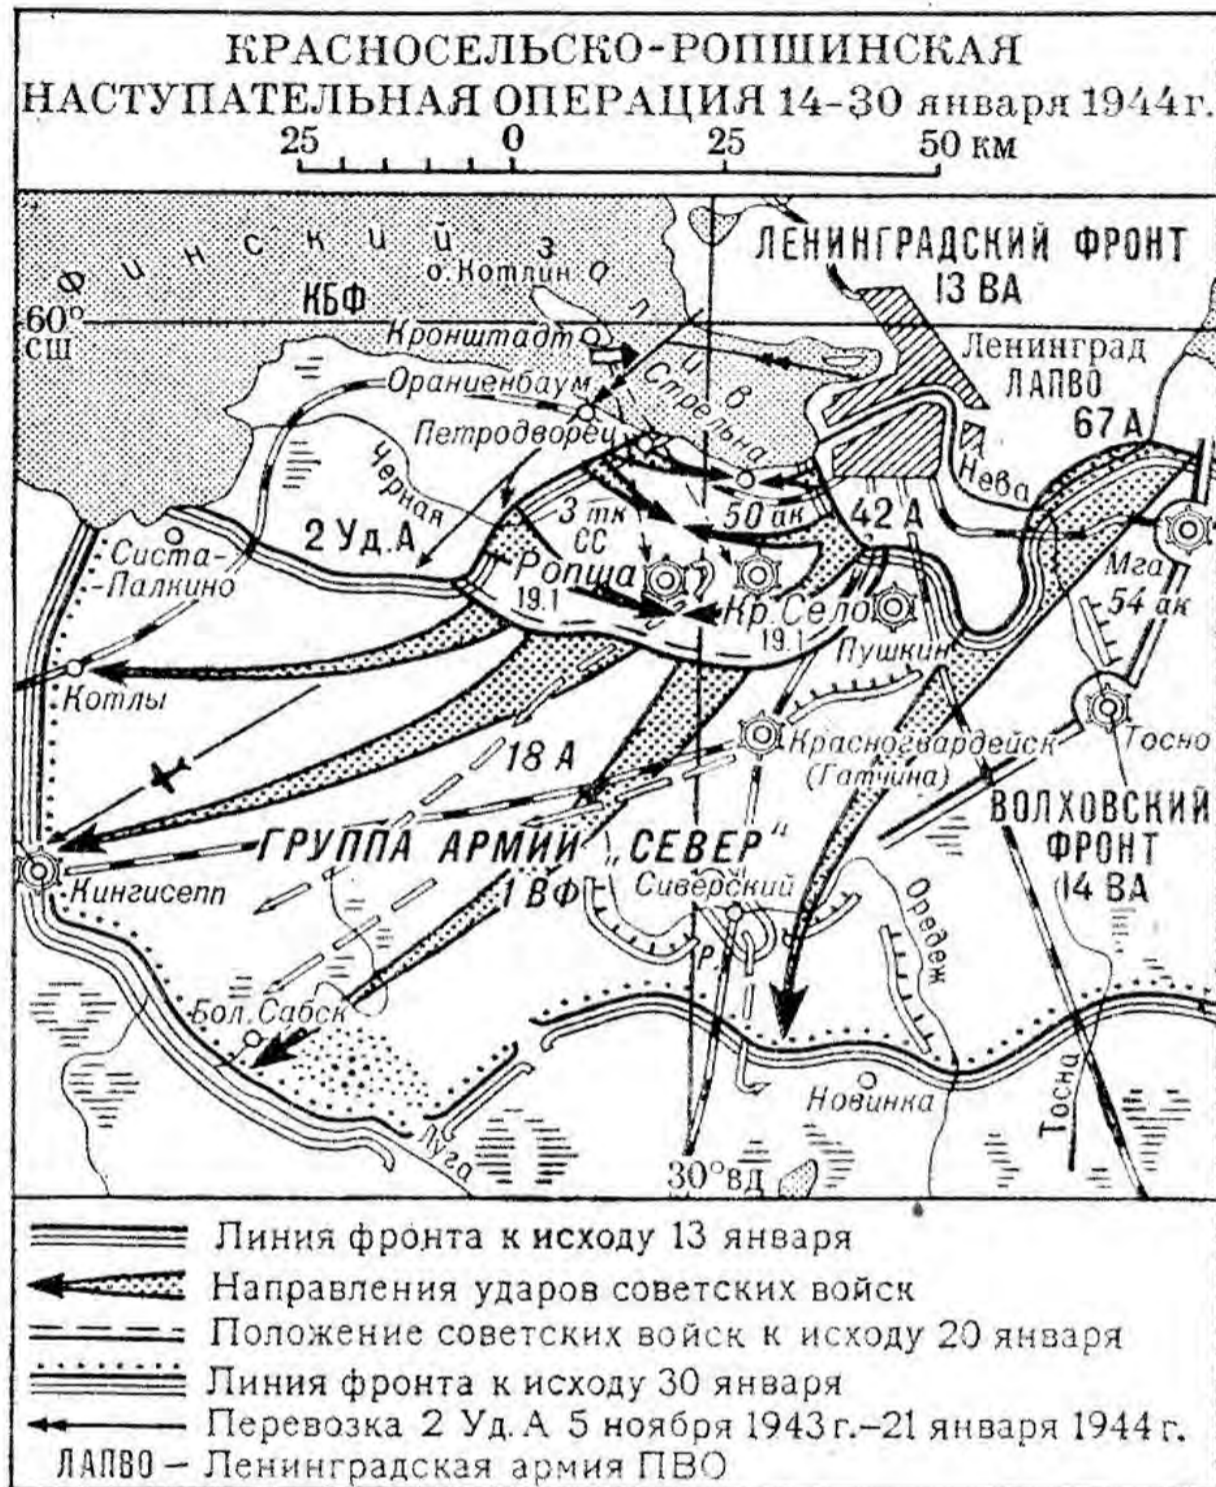 КРАСНОСЕЛЬСКО-РОПШИНСКАЯ
НАСТУПАТЕЛЬНАЯ ОПЕРАЦИЯ 14-30 января 1944г.
25 0 25 50 км
Финский залив
о. Котлин
КБФ
ЛЕНИНГРАДСКИЙ ФРОНТ
13 ВА
60°
СШ
Кронштадт
Ленинград
ЛАПВО
Ораниенбаум
Стрельна
67 А
Петродворец
Нева
Черная
3 тк
СС
50 ак
42 А
2 Уд. А
Систа-
-Палкино
Ропша
19.1
Кр. Село
19.1
Пушкин
Мга
54 ак
Котлы
18 А
Красногвардейск
(Гатчина)
Тосно
ВОЛХОВСКИЙ
ФРОНТ
14 ВА
ГРУППА АРМИЙ „СЕВЕР"
Кингисепп
1 ВФ
Сиверский
Р.
Оредеж
Бол. Сабск
Новинка
Тосна
Луга
30°ВД
Линия фронта к исходу 13 января
Направления ударов советских войск
Положение советских войск к исходу 20 января
Линия фронта к исходу 30 января
Перевозка 2 Уд. А 5 ноября 1943 г.-21 января 1944 г.
ЛАПВО – Ленинградская армия ПВО